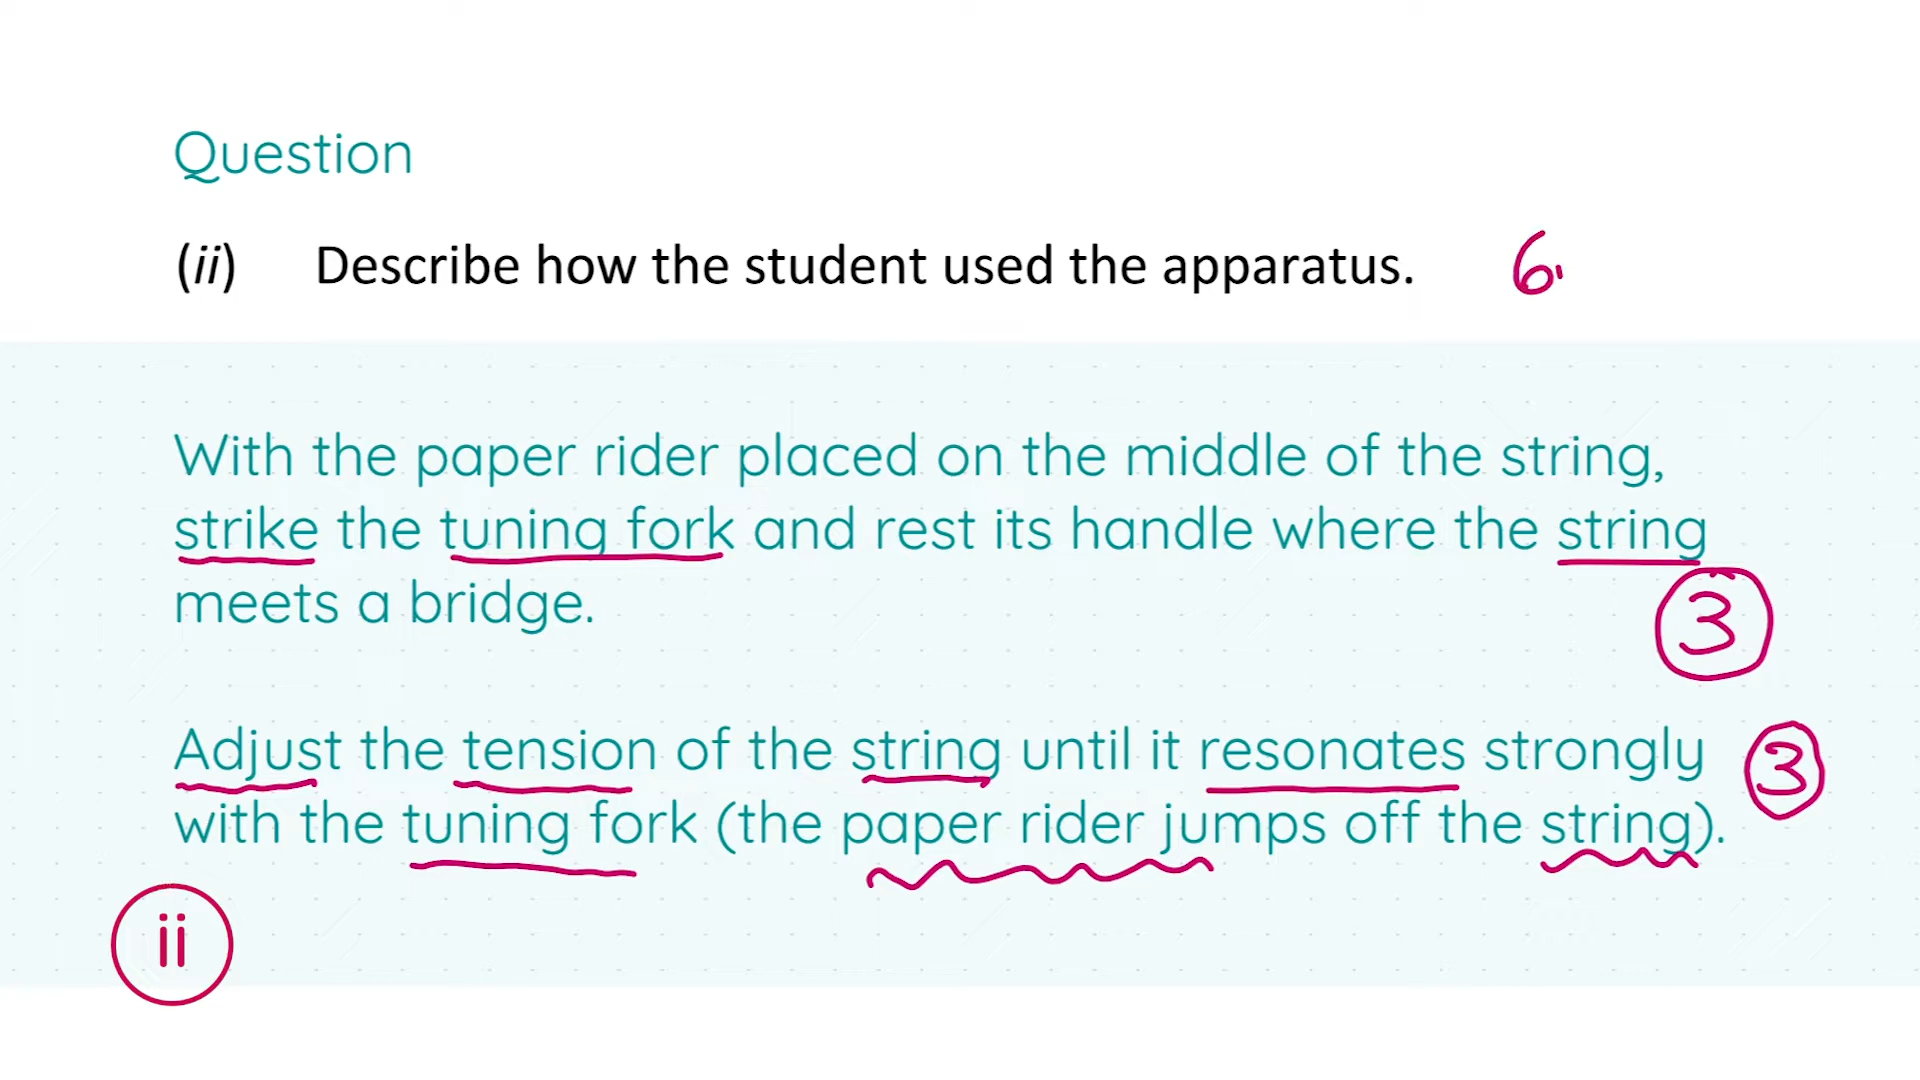 Question
(ii) Describe how the student used the apparatus. 6
With the paper rider placed on the middle of the string,
strike the tuning fork and rest its handle where the string
meets a bridge.
3
Adjust the tension of the string until it resonates strongly
3
with the tuning fork (the paper rider jumps off the string).
ii